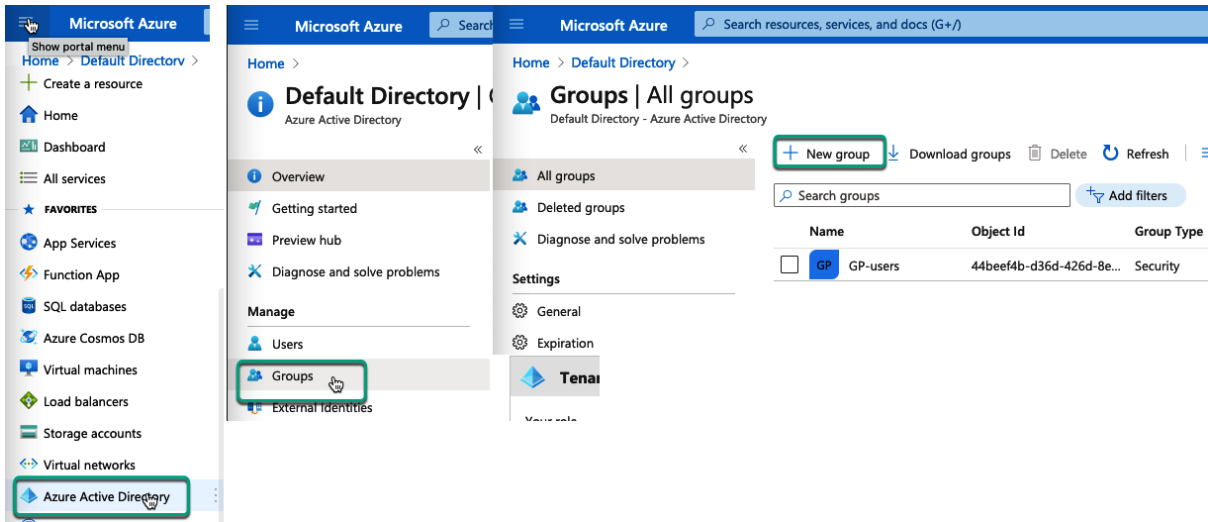 Microsoft Azure
Show portal menu
Home > Default Directory >
Create a resource
Home
Dashboard
All services
FAVORITES
App Services
Function App
SQL databases
Azure Cosmos DB
Virtual machines
Load balancers
Storage accounts
Virtual networks
Azure Active Directory
Microsoft Azure
Search
Home >
Default Directory |
Azure Active Directory
«
Overview
Getting started
Preview hub
Diagnose and solve problems
Manage
Users
Groups
External Identities
Microsoft Azure
Search resources, services, and docs (G+/)
Home > Default Directory >
Groups | All groups
Default Directory - Azure Active Directory
«
All groups
Deleted groups
Diagnose and solve problems
Settings
General
Expiration
Tenan
Your role
New group Download groups Delete Refresh
Search groups Add filters
Name Object Id Group Type
GP GP-users 44beef4b-d36d-426d-8e... Security